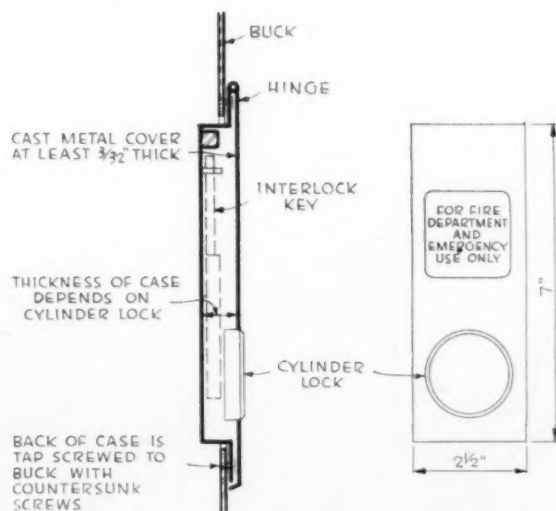 BUCK
HINGE
CAST METAL COVER
AT LEAST 3/32" THICK
INTERLOCK
KEY
THICKNESS OF CASE
DEPENDS ON
CYLINDER LOCK
CYLINDER
LOCK
BACK OF CASE IS
TAP SCREWED TO
BUCK WITH
COUNTERSUNK
SCREWS
FOR FIRE
DEPARTMENT
AND
EMERGENCY
USE ONLY
7"
2½"